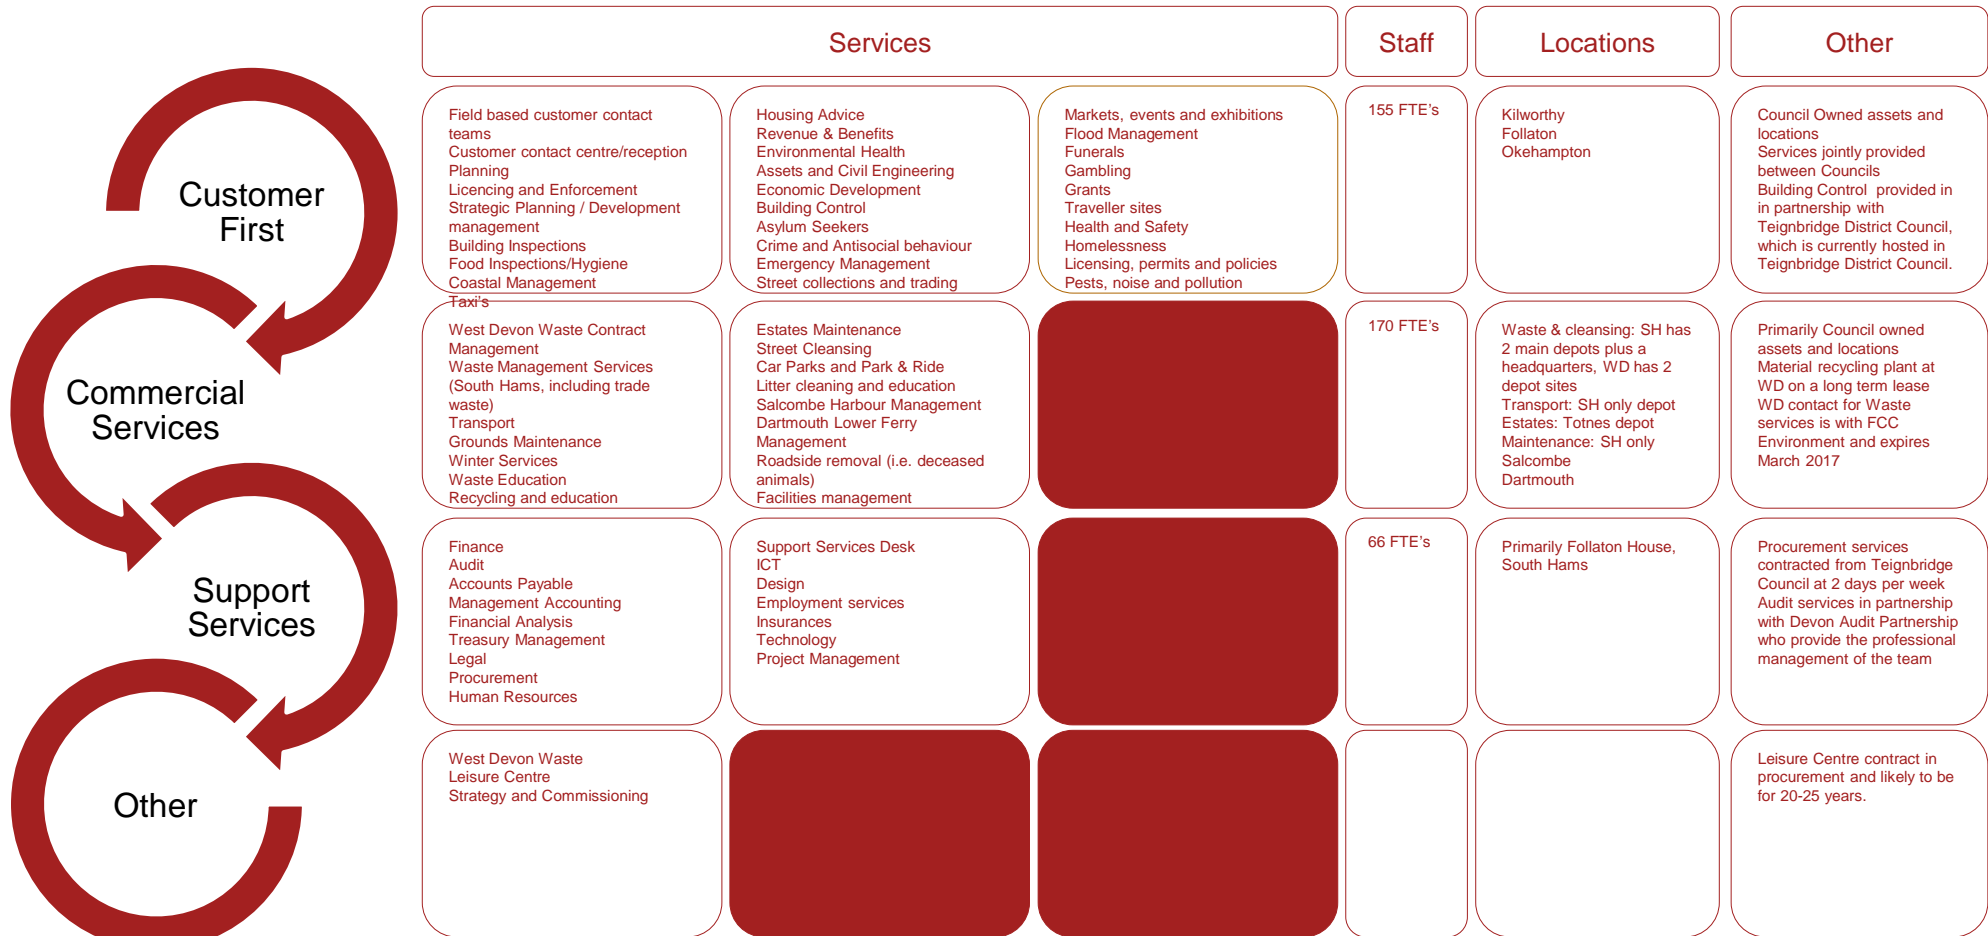 Services
Staff
Locations
Other
Customer
First
Field based customer contact
teams
Customer contact centre/reception
Planning
Licencing and Enforcement
Strategic Planning / Development
management
Building Inspections
Food Inspections/Hygiene
Coastal Management
Taxi's
Housing Advice
Revenue & Benefits
Environmental Health
Assets and Civil Engineering
Economic Development
Building Control
Asylum Seekers
Crime and Antisocial behaviour
Emergency Management
Street collections and trading
Markets, events and exhibitions
Flood Management
Funerals
Gambling
Grants
Traveller sites
Health and Safety
Homelessness
Licensing, permits and policies
Pests, noise and pollution
155 FTE's
Kilworthy
Follaton
Okehampton
Council Owned assets and
locations
Services jointly provided
between Councils
Building Control provided in
in partnership with
Teignbridge District Council,
which is currently hosted in
Teignbridge District Council.
Commercial
Services
West Devon Waste Contract
Management
Waste Management Services
(South Hams, including trade
waste)
Transport
Grounds Maintenance
Winter Services
Waste Education
Recycling and education
Estates Maintenance
Street Cleansing
Car Parks and Park & Ride
Litter cleaning and education
Salcombe Harbour Management
Dartmouth Lower Ferry
Management
Roadside removal (i.e. deceased
animals)
Facilities management
170 FTE's
Waste & cleansing: SH has
2 main depots plus a
headquarters, WD has 2
depot sites
Transport: SH only depot
Estates: Totnes depot
Maintenance: SH only
Salcombe
Dartmouth
Primarily Council owned
assets and locations
Material recycling plant at
WD on a long term lease
WD contact for Waste
services is with FCC
Environment and expires
March 2017
Support
Services
Finance
Audit
Accounts Payable
Management Accounting
Financial Analysis
Treasury Management
Legal
Procurement
Human Resources
Support Services Desk
ICT
Design
Employment services
Insurances
Technology
Project Management
66 FTE's
Primarily Follaton House,
South Hams
Procurement services
contracted from Teignbridge
Council at 2 days per week
Audit services in partnership
with Devon Audit Partnership
who provide the professional
management of the team
Other
West Devon Waste
Leisure Centre
Strategy and Commissioning
Leisure Centre contract in
procurement and likely to be
for 20-25 years.